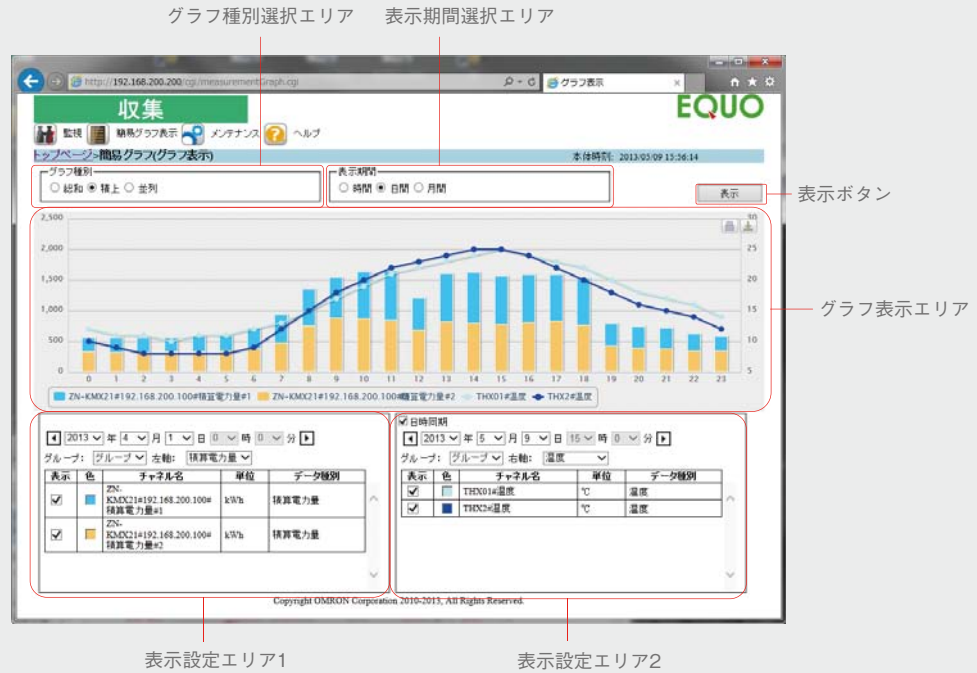 グラフ種別選択エリア 表示期間選択エリア
http://192.168.200.200/cgi/measurementGraph.cgi グラフ表示
収集 EQUO
監視 簡易グラフ表示 メンテナンス ヘルプ
トップページ>簡易グラフ(グラフ表示) 本体時刻: 2013/05/09 15:56:14
グラフ種別 表示期間
総和 積上 並列 時間 日間 月間 表示 表示ボタン
2,500 30
2,000 25
1,500 20
1,000 15 グラフ表示エリア
500 10
0 5
0 1 2 3 4 5 6 7 8 9 10 11 12 13 14 15 16 17 18 19 20 21 22 23
ZN-KMX21#192.168.200.100#積算電力量#1 ZN-KMX21#192.168.200.100#積算電力量#2 THX01#温度 THX2#温度
日時同期
2013 年 4 月 1 日 0 時 0 分 2013 年 5 月 9 日 15 時 0 分
グループ: グループ 左軸: 積算電力量 グループ: グループ 右軸: 温度
表示 色 チャネル名 単位 データ種別 表示 色 チャネル名 単位 データ種別
ZN- THX01#温度 ℃ 温度
KMX21#192.168.200.100# kWh 積算電力量 THX2#温度 ℃ 温度
積算電力量#1
ZN-
KMX21#192.168.200.100# kWh 積算電力量
積算電力量#2
Copyright OMRON Corporation 2010-2013, All Rights Reserved.
表示設定エリア1 表示設定エリア2